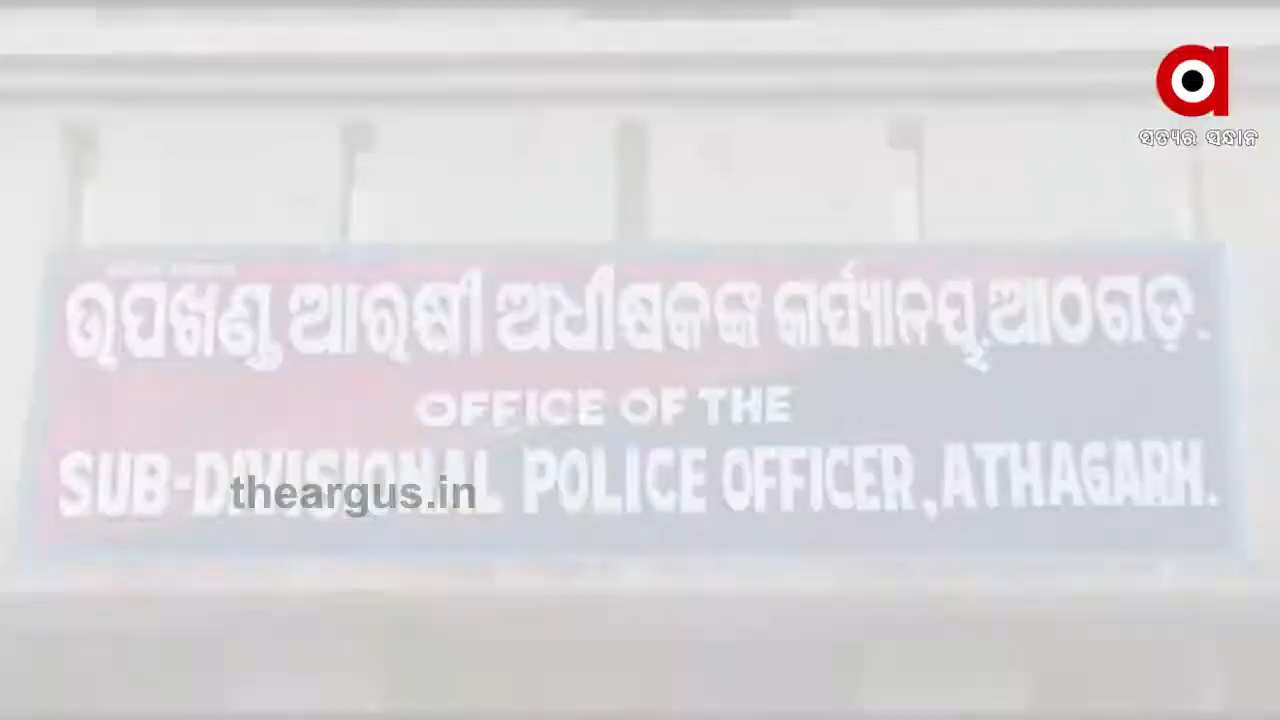 ସତ୍ୟର ସନ୍ଧାନ
ଉପଖଣ୍ଡ ଆରକ୍ଷୀ ଅଧୀକ୍ଷକଙ୍କ କାର୍ଯ୍ୟାଳୟ, ଆଠଗଡ଼.
OFFICE OF THE
SUB-DIVISIONAL POLICE OFFICER, ATHAGARH.
theargus.in